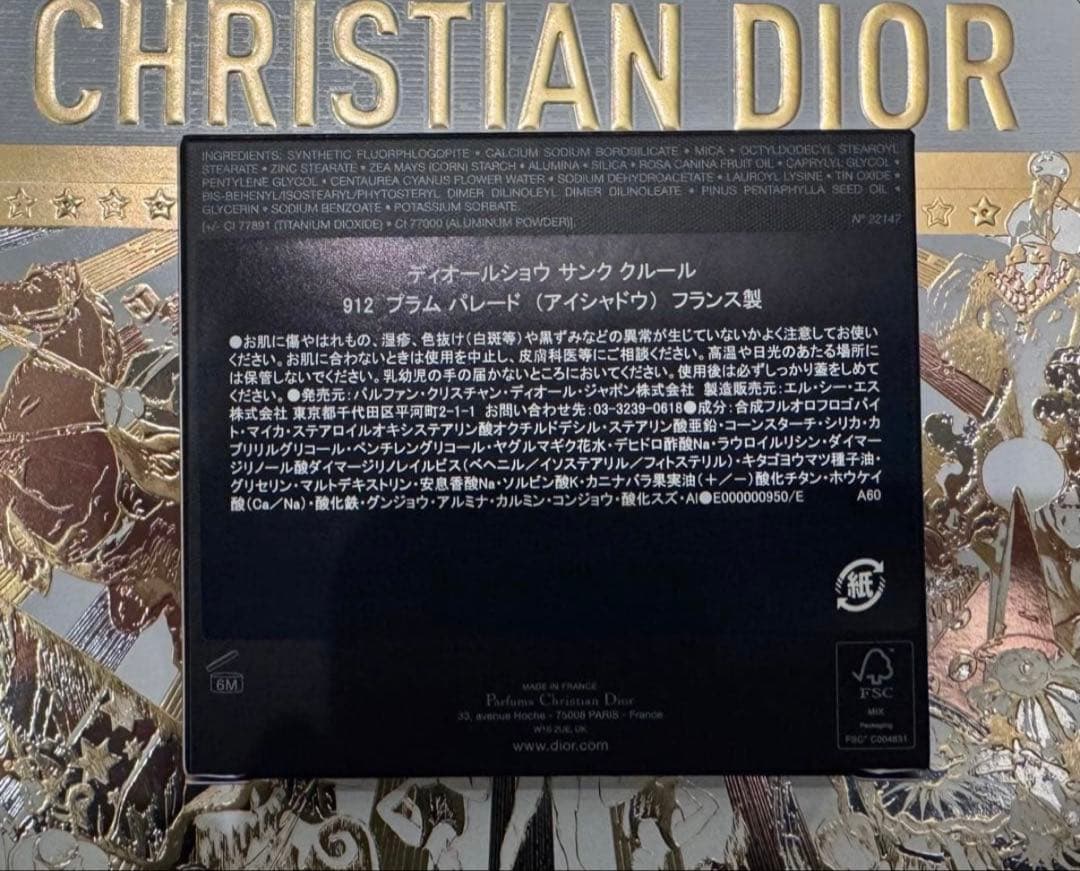 CHRISTIAN DIOR
INGREDIENTS: SYNTHETIC FLUORPHLOGOPITE • CALCIUM SODIUM BOROSILICATE • MICA • OCTYLDODECYL STEAROYL
STEARATE • ZINC STEARATE • ZEA MAYS (CORN) STARCH • ALUMINA • SILICA • ROSA CANINA FRUIT OIL • CAPRYLYL GLYCOL •
PENTYLENE GLYCOL • CENTAUREA CYANUS FLOWER WATER • SODIUM DEHYDROACETATE • LAUROYL LYSINE • TIN OXIDE •
BIS-BEHENYL/ISOSTEARYL/PHYTOSTERYL DIMER DILINOLEYL DIMER DILINOLEATE • PINUS PENTAPHYLLA SEED OIL •
GLYCERIN • SODIUM BENZOATE • POTASSIUM SORBATE.
[+/- CI 77891 (TITANIUM DIOXIDE) • CI 77000 (ALUMINUM POWDER)]. N° 22147
ディオールショウ サンク クルール
912 プラム パレード （アイシャドウ） フランス製
●お肌に傷やはれもの、湿疹、色抜け(白斑等)や黒ずみなどの異常が生じていないかよく注意してお使い
ください。お肌に合わないときは使用を中止し、皮膚科医等にご相談ください。高温や日光のあたる場所に
は保管しないでください。乳幼児の手の届かないところにおいてください。使用後は必ずしっかり蓋をしめて
ください。●発売元：パルファン・クリスチャン・ディオール・ジャポン株式会社 製造販売元：エル・シー・エス
株式会社 東京都千代田区平河町2-1-1 お問い合わせ先：03-3239-0618●成分：合成フルオロフロゴパイ
ト・マイカ・ステアロイルオキシステアリン酸オクチルドデシル・ステアリン酸亜鉛・コーンスターチ・シリカ・カ
プリリルグリコール・ペンチレングリコール・ヤグルマギク花水・デヒドロ酢酸Na・ラウロイルリシン・ダイマー
ジリノール酸ダイマージリノレイルビス(ベヘニル／イソステアリル／フィトステリル)・キタゴヨウマツ種子油・
グリセリン・マルトデキストリン・安息香酸Na・ソルビン酸K・カニナバラ果実油(＋／－)酸化チタン・ホウケイ
酸(Ca／Na)・酸化鉄・グンジョウ・アルミナ・カルミン・コンジョウ・酸化スズ・Al●E000000950/E A60
紙
6M
MADE IN FRANCE
Parfums Christian Dior
33, avenue Hoche - 75008 PARIS - France
W1S 2UE, UK
www.dior.com
FSC
MIX
Packaging
FSC® C004831